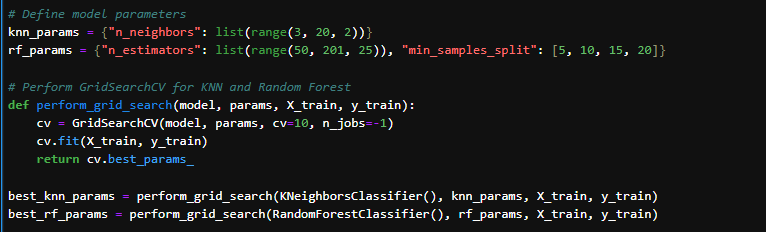 # Define model parameters
knn_params = {"n_neighbors": list(range(3, 20, 2))}
rf_params = {"n_estimators": list(range(50, 201, 25)), "min_samples_split": [5, 10, 15, 20]}
# Perform GridSearchCV for KNN and Random Forest
def perform_grid_search(model, params, X_train, y_train):
    cv = GridSearchCV(model, params, cv=10, n_jobs=-1)
    cv.fit(X_train, y_train)
    return cv.best_params_
best_knn_params = perform_grid_search(KNeighborsClassifier(), knn_params, X_train, y_train)
best_rf_params = perform_grid_search(RandomForestClassifier(), rf_params, X_train, y_train)